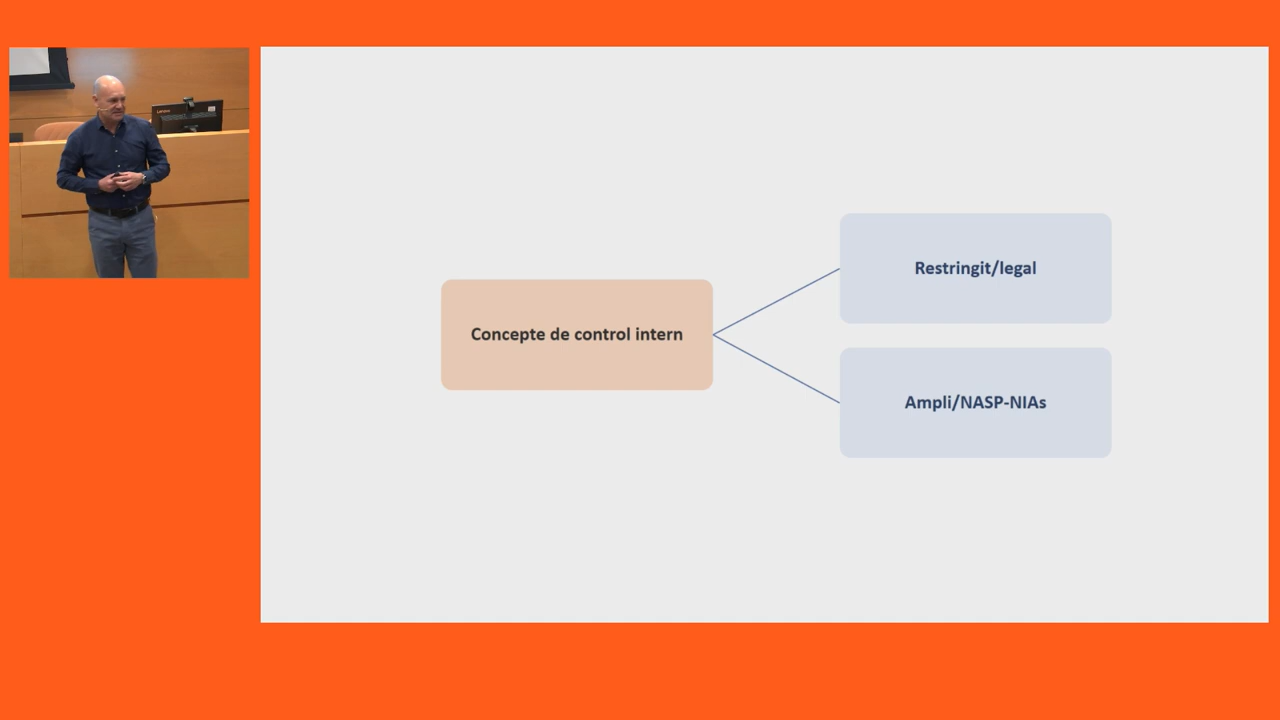 Concepte de control intern
Restringit/legal
Ampli/NASP-NIAs